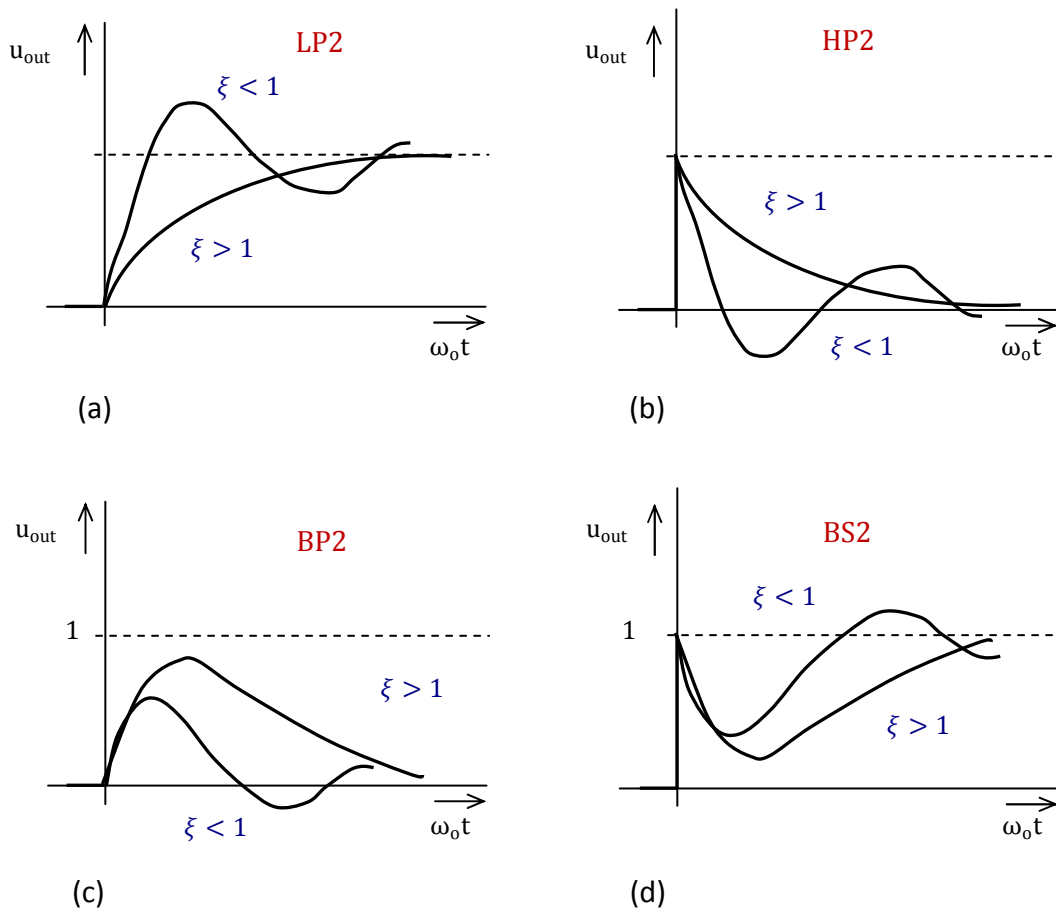 LP2
u_out
ξ < 1
ξ > 1
ω_o t
(a)
HP2
u_out
ξ > 1
ξ < 1
ω_o t
(b)
BP2
u_out
1
ξ > 1
ξ < 1
ω_o t
(c)
BS2
u_out
ξ < 1
1
ξ > 1
ω_o t
(d)